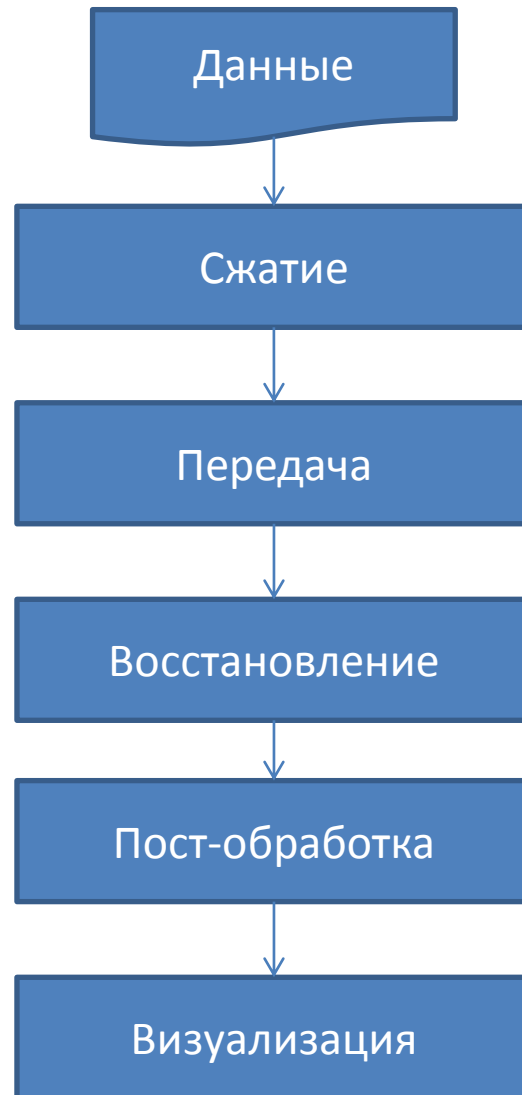 Данные
Сжатие
Передача
Восстановление
Пост-обработка
Визуализация